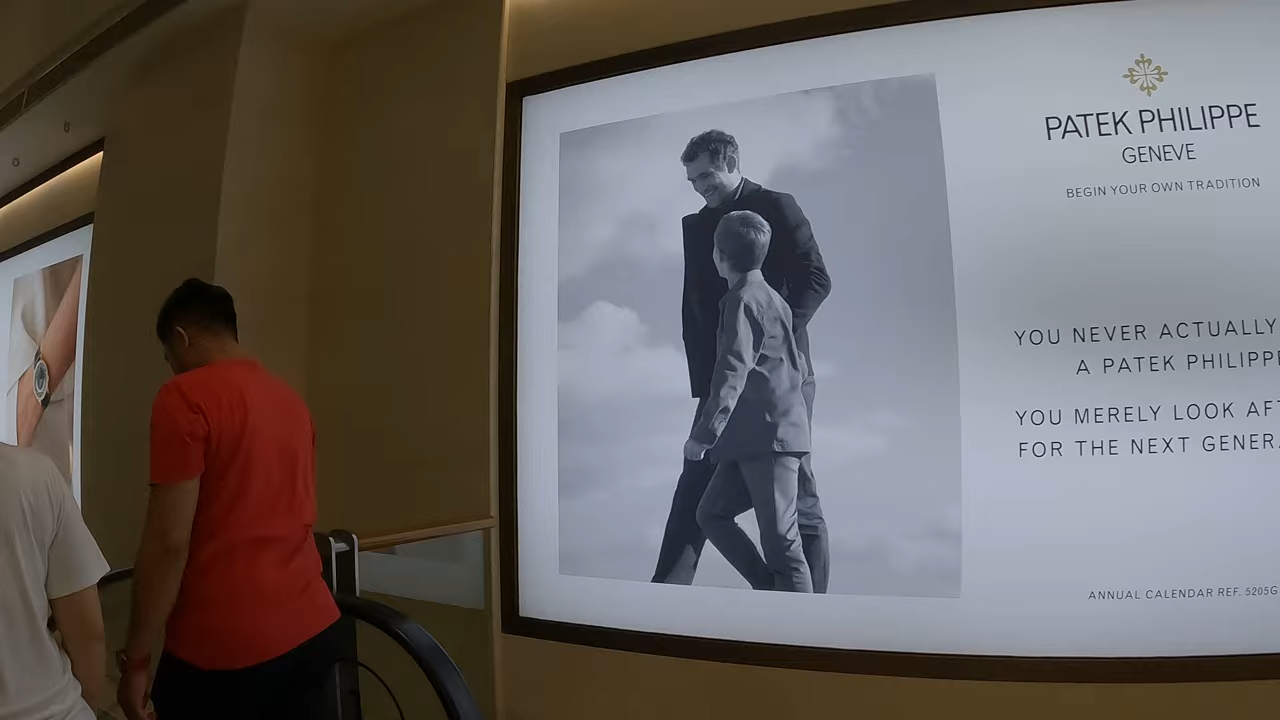 PATEK PHILIPPE
GENEVE
BEGIN YOUR OWN TRADITION
YOU NEVER ACTUALLY
A PATEK PHILIPPE
YOU MERELY LOOK AFT
FOR THE NEXT GENER
ANNUAL CALENDAR REF. 5205G